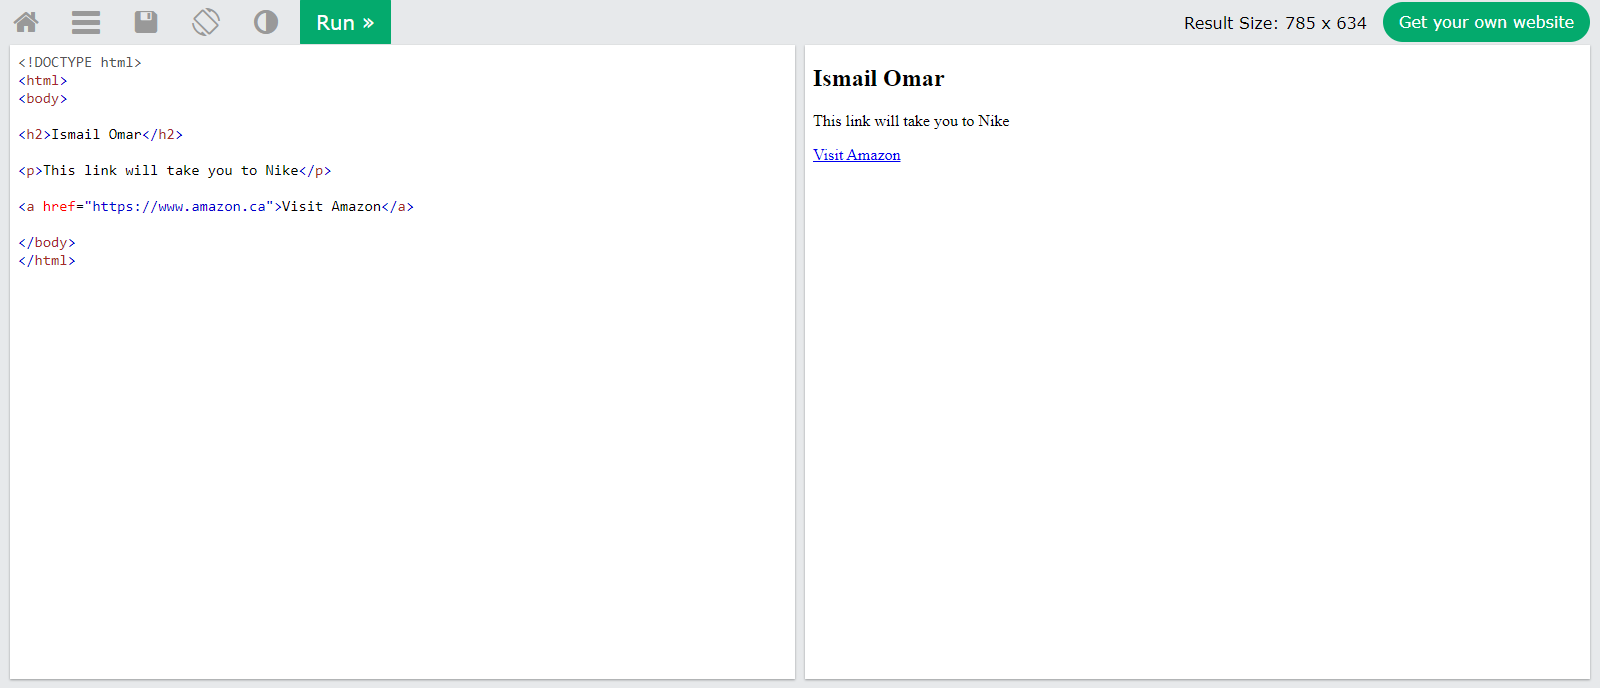 Run »
Result Size: 785 x 634
Get your own website
<!DOCTYPE html>
<html>
<body>
<h2>Ismail Omar</h2>
<p>This link will take you to Nike</p>
<a href="https://www.amazon.ca">Visit Amazon</a>
</body>
</html>
Ismail Omar
This link will take you to Nike
Visit Amazon